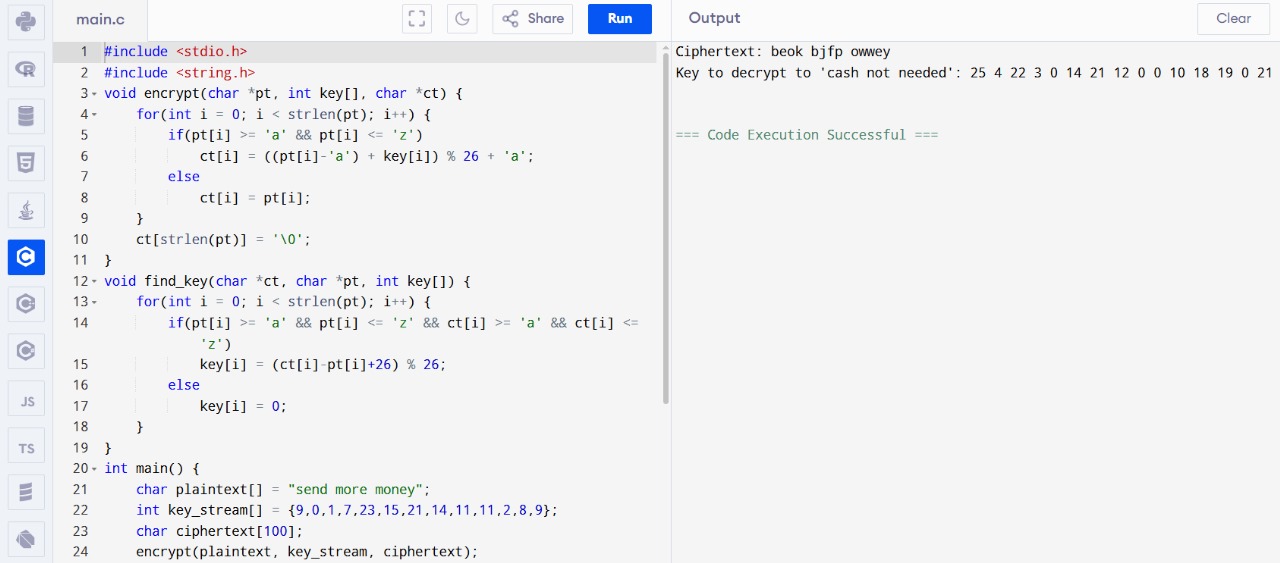 main.c
Share
Run
Output
Clear
1 #include <stdio.h>
2 #include <string.h>
3 void encrypt(char *pt, int key[], char *ct) {
4 for(int i = 0; i < strlen(pt); i++) {
5 if(pt[i] >= 'a' && pt[i] <= 'z')
6 ct[i] = ((pt[i]-'a') + key[i]) % 26 + 'a';
7 else
8 ct[i] = pt[i];
9 }
10 ct[strlen(pt)] = '\0';
11 }
12 void find_key(char *ct, char *pt, int key[]) {
13 for(int i = 0; i < strlen(pt); i++) {
14 if(pt[i] >= 'a' && pt[i] <= 'z' && ct[i] >= 'a' && ct[i] <=
'z')
15 key[i] = (ct[i]-pt[i]+26) % 26;
16 else
17 key[i] = 0;
18 }
19 }
20 int main() {
21 char plaintext[] = "send more money";
22 int key_stream[] = {9,0,1,7,23,15,21,14,11,11,2,8,9};
23 char ciphertext[100];
24 encrypt(plaintext, key_stream, ciphertext);
Ciphertext: beok bjfp owwey
Key to decrypt to 'cash not needed': 25 4 22 3 0 14 21 12 0 0 10 18 19 0 21
=== Code Execution Successful ===
R
5
C
JS
TS